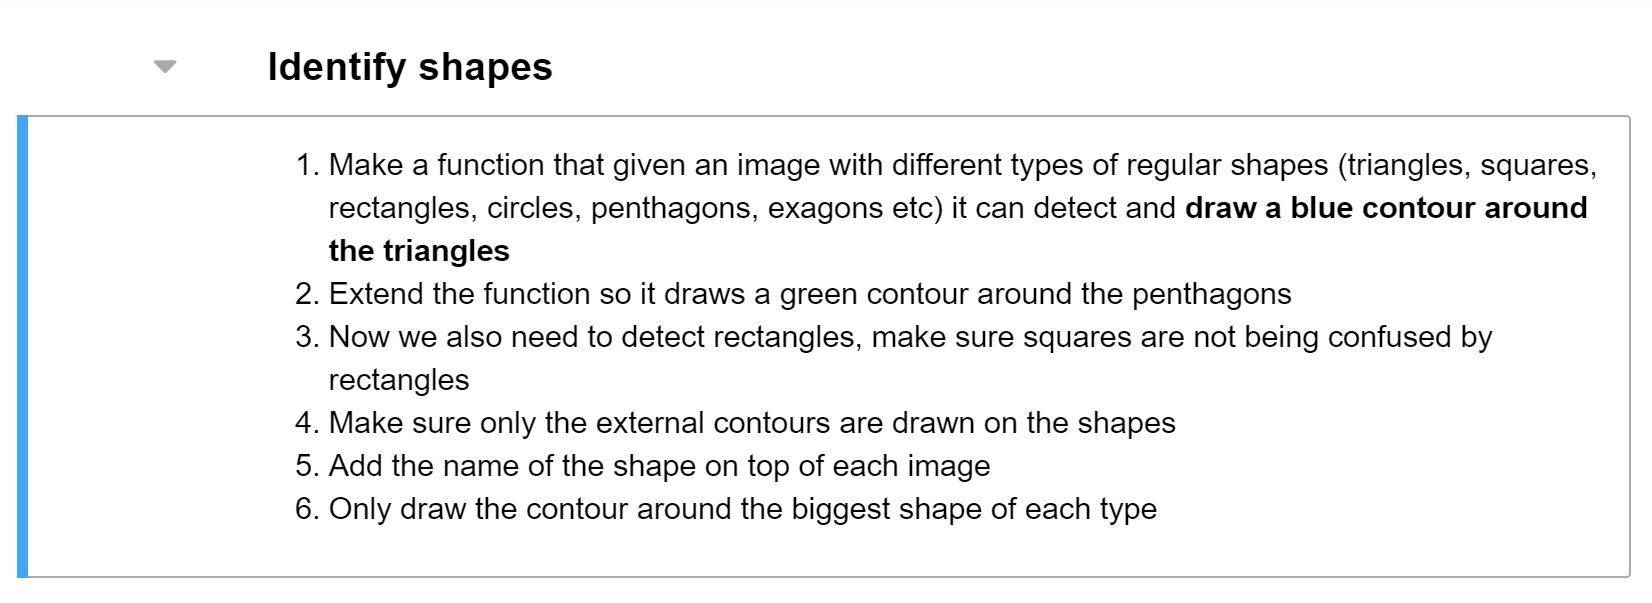 Identify shapes
1. Make a function that given an image with different types of regular shapes (triangles, squares,
rectangles, circles, penthagons, exagons etc) it can detect and draw a blue contour around
the triangles
2. Extend the function so it draws a green contour around the penthagons
3. Now we also need to detect rectangles, make sure squares are not being confused by
rectangles
4. Make sure only the external contours are drawn on the shapes
5. Add the name of the shape on top of each image
6. Only draw the contour around the biggest shape of each type